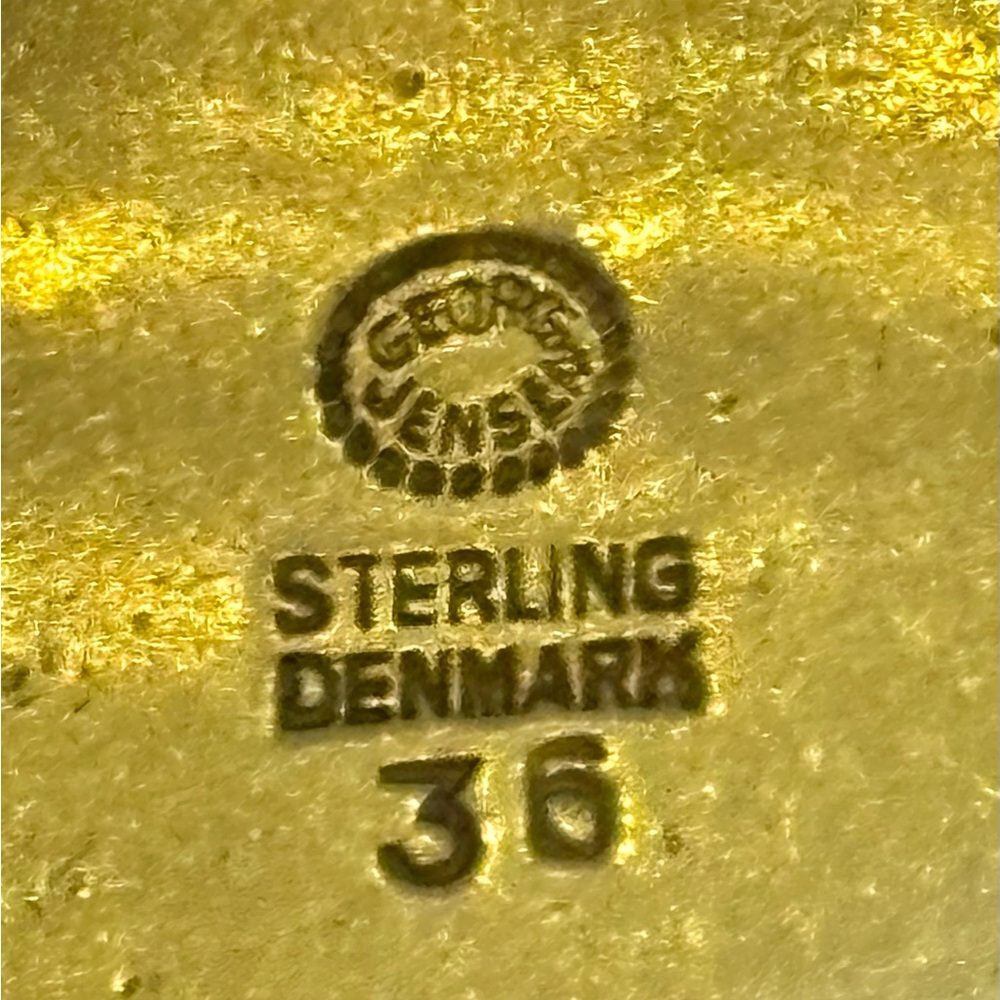 GEORG
JENSEN
STERLING
DENMARK
36